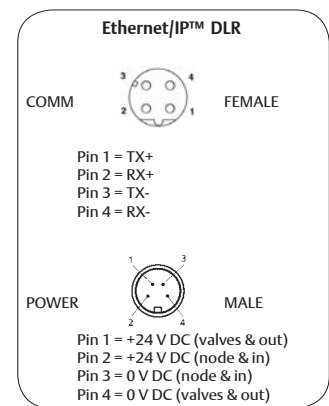 Ethernet/IP™ DLR
3 4
COMM FEMALE
2 1
Pin 1 = TX+
Pin 2 = RX+
Pin 3 = TX-
Pin 4 = RX-
1 3
POWER MALE
2 4
Pin 1 = +24 V DC (valves & out)
Pin 2 = +24 V DC (node & in)
Pin 3 = 0 V DC (node & in)
Pin 4 = 0 V DC (valves & out)